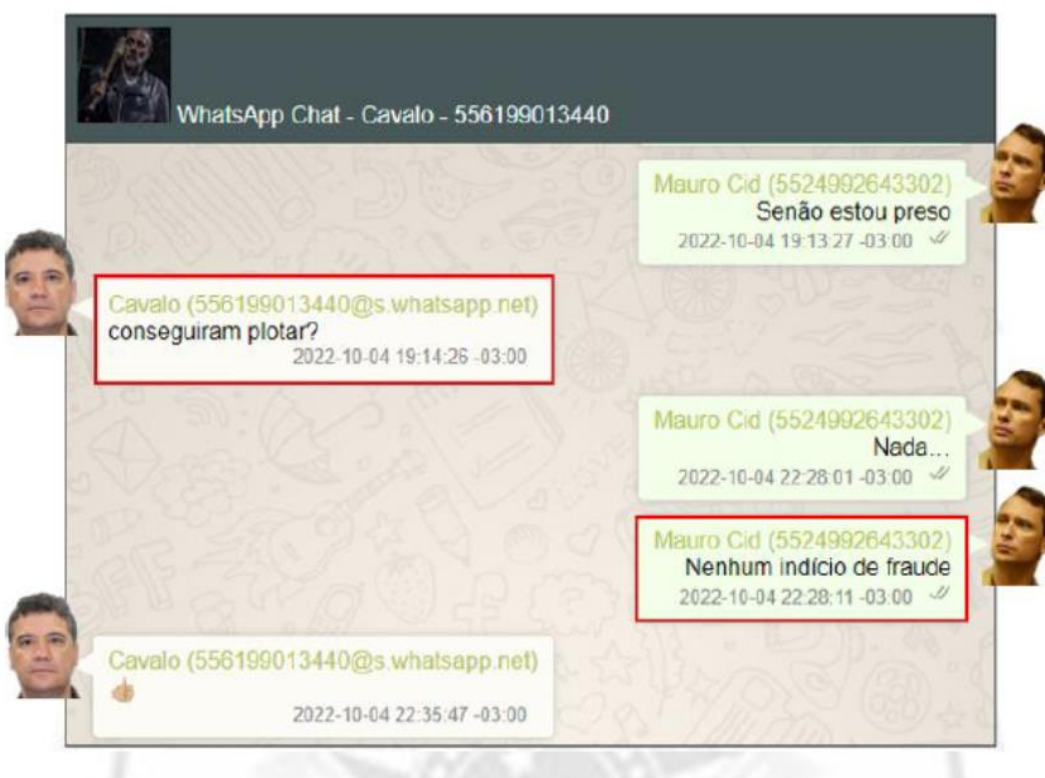 WhatsApp Chat - Cavalo - 556199013440
Mauro Cid (5524992643302)
Senão estou preso
2022-10-04 19:13:27 -03:00
Cavalo (556199013440@s.whatsapp.net)
conseguiram plotar?
2022-10-04 19:14:26 -03:00
Mauro Cid (5524992643302)
Nada...
2022-10-04 22:28:01 -03:00
Mauro Cid (5524992643302)
Nenhum indício de fraude
2022-10-04 22:28:11 -03:00
Cavalo (556199013440@s.whatsapp.net)
2022-10-04 22:35:47 -03:00